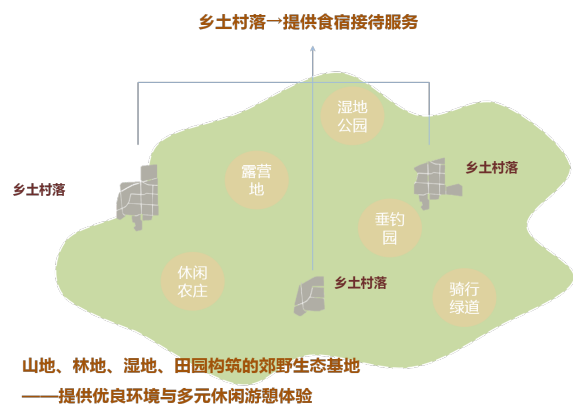 乡土村落→提供食宿接待服务
湿地
公园
露营
地
乡土村落
乡土村落
垂钓
园
休闲
农庄
乡土村落
骑行
绿道
山地、林地、湿地、田园构筑的郊野生态基地
——提供优良环境与多元休闲游憩体验